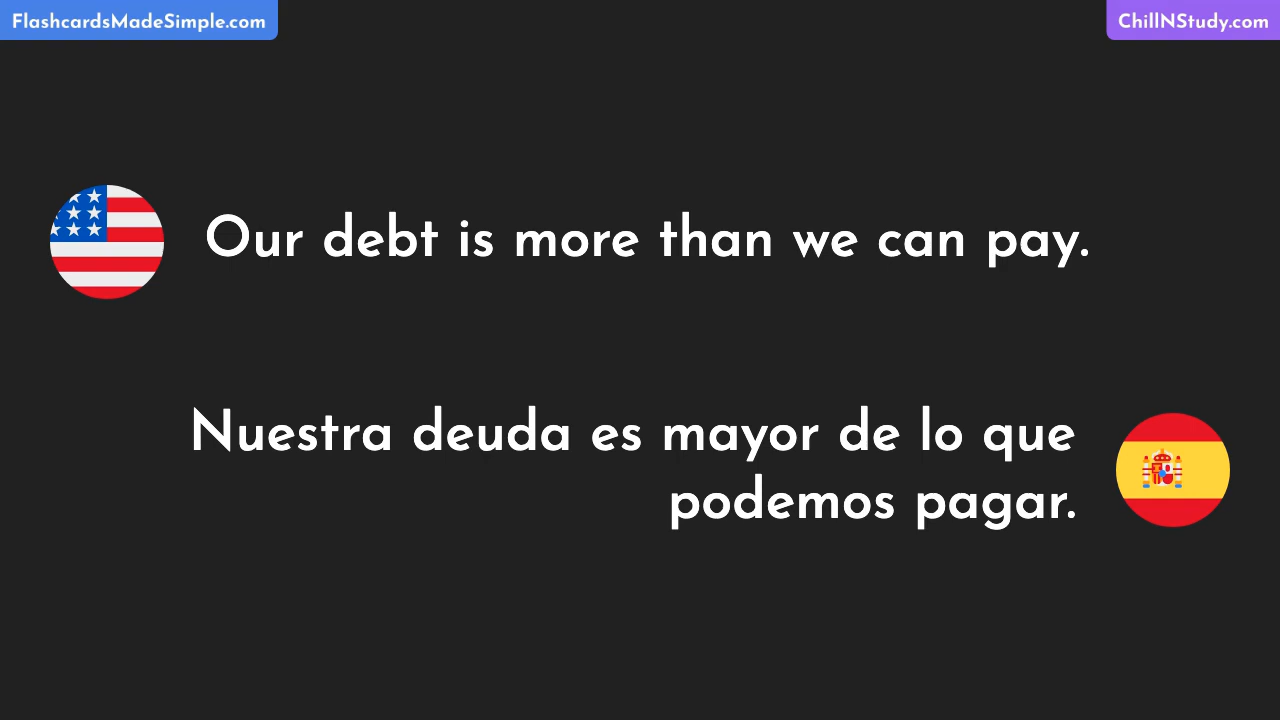 FlashcardsMadeSimple.com
ChillNStudy.com
Our debt is more than we can pay.
Nuestra deuda es mayor de lo que
podemos pagar.